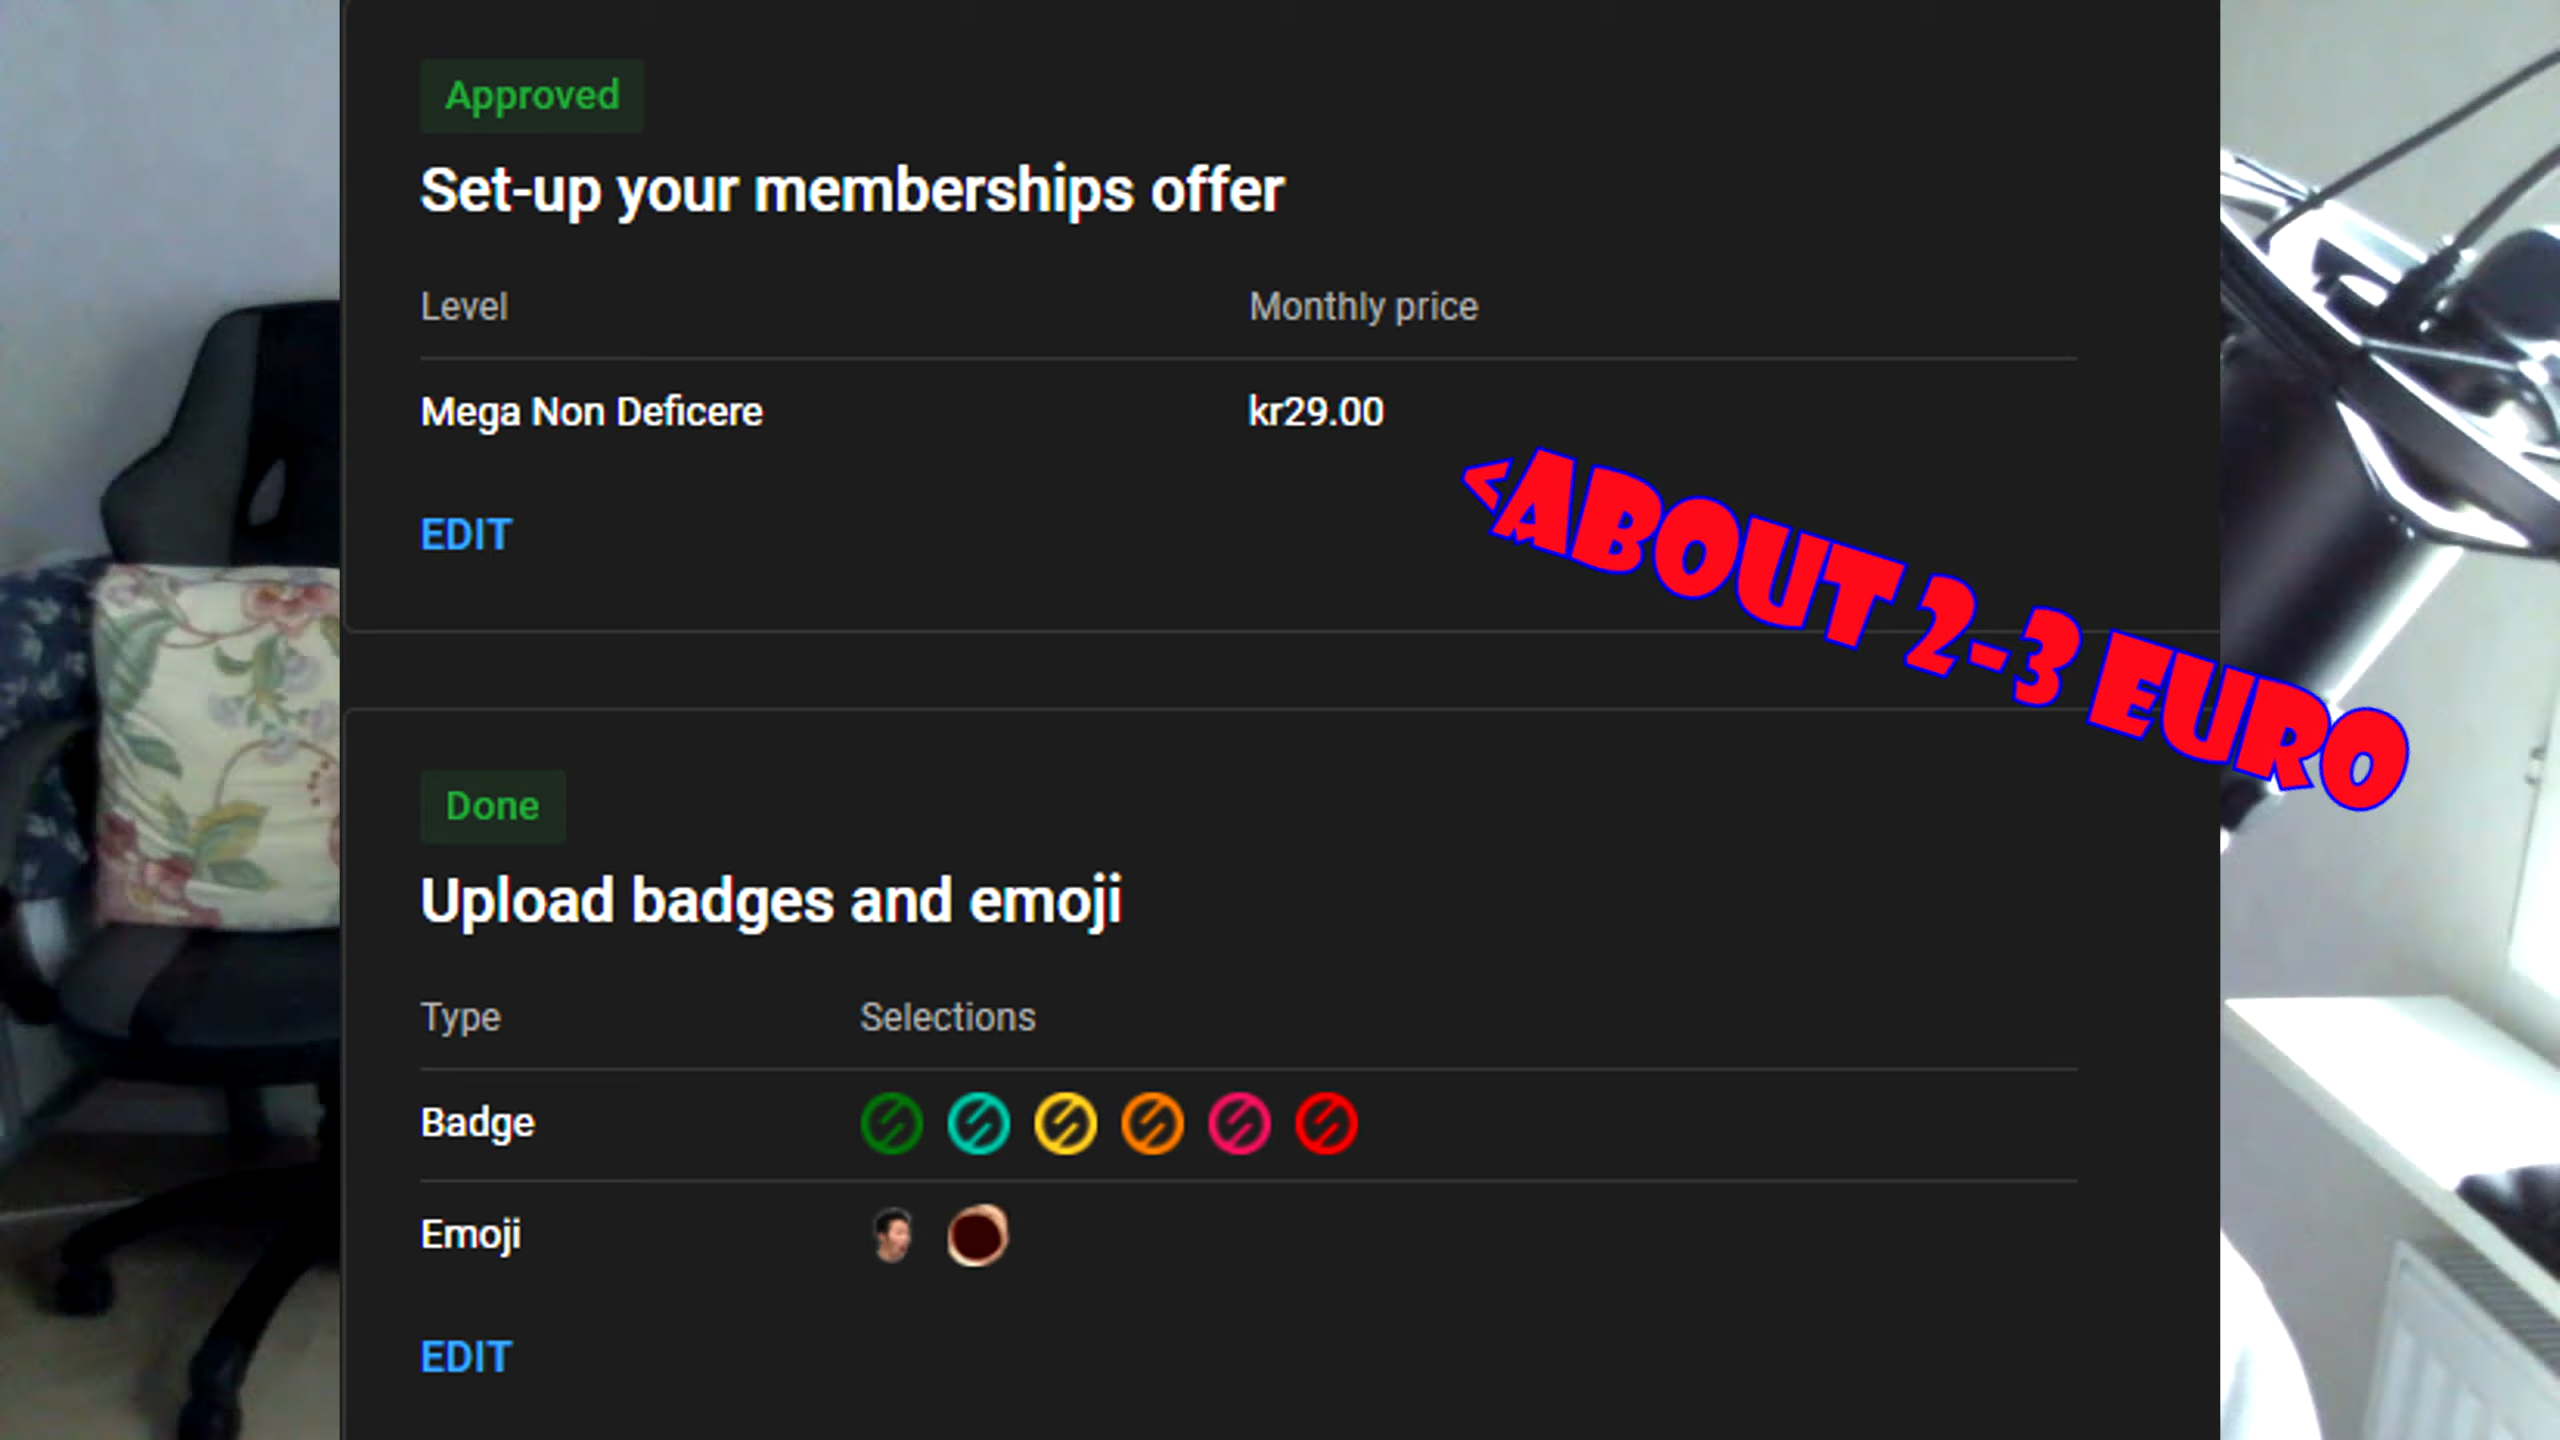 Approved
Set-up your memberships offer
Level Monthly price
Mega Non Deficere kr29.00
<ABOUT 2-3 EURO
EDIT
Done
Upload badges and emoji
Type Selections
Badge
Emoji
EDIT